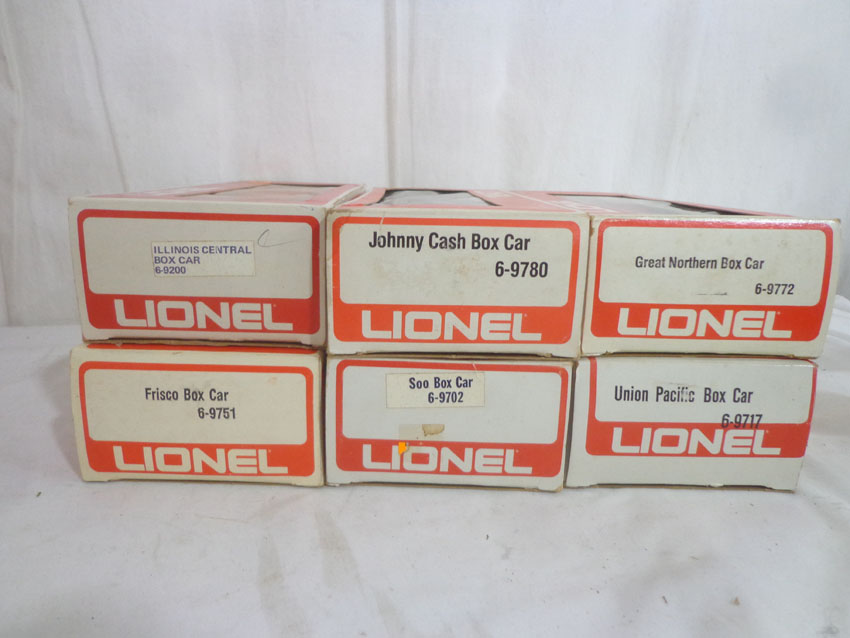 ILLINOIS CENTRAL
BOX CAR
6-9200
LIONEL
Johnny Cash Box Car
6-9780
LIONEL
Great Northern Box Car
6-9772
LIONEL
Frisco Box Car
6-9751
LIONEL
Soo Box Car
6-9702
LIONEL
Union Pacific Box Car
6-9717
LIONEL